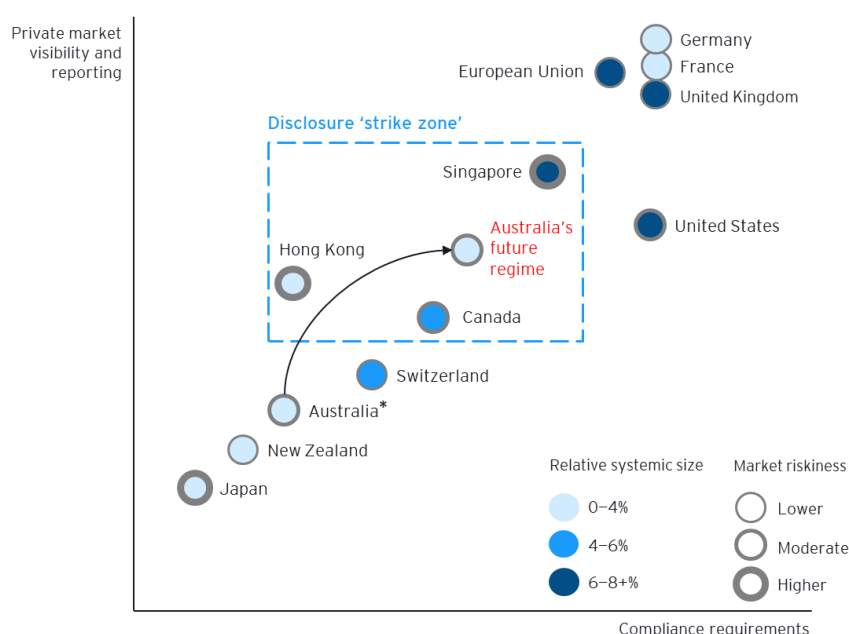 Private market
visibility and
reporting
Germany
European Union
France
United Kingdom
Disclosure ‘strike zone’
Singapore
Australia’s
future
regime
United States
Hong Kong
Canada
Switzerland
Australia*
New Zealand
Japan
Relative systemic size
0–4%
4–6%
6–8+%
Market riskiness
Lower
Moderate
Higher
Compliance requirements